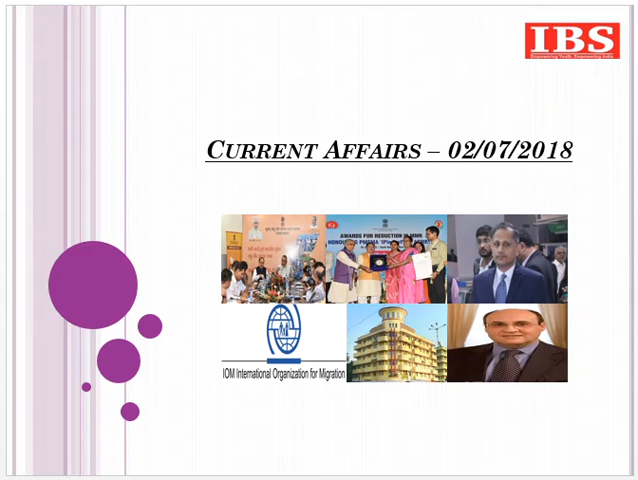 IBS
Empowering Youth, Empowering India
CURRENT AFFAIRS – 02/07/2018
AWARDS FOR REDUCTION IN MMR
IOM International Organization for Migration